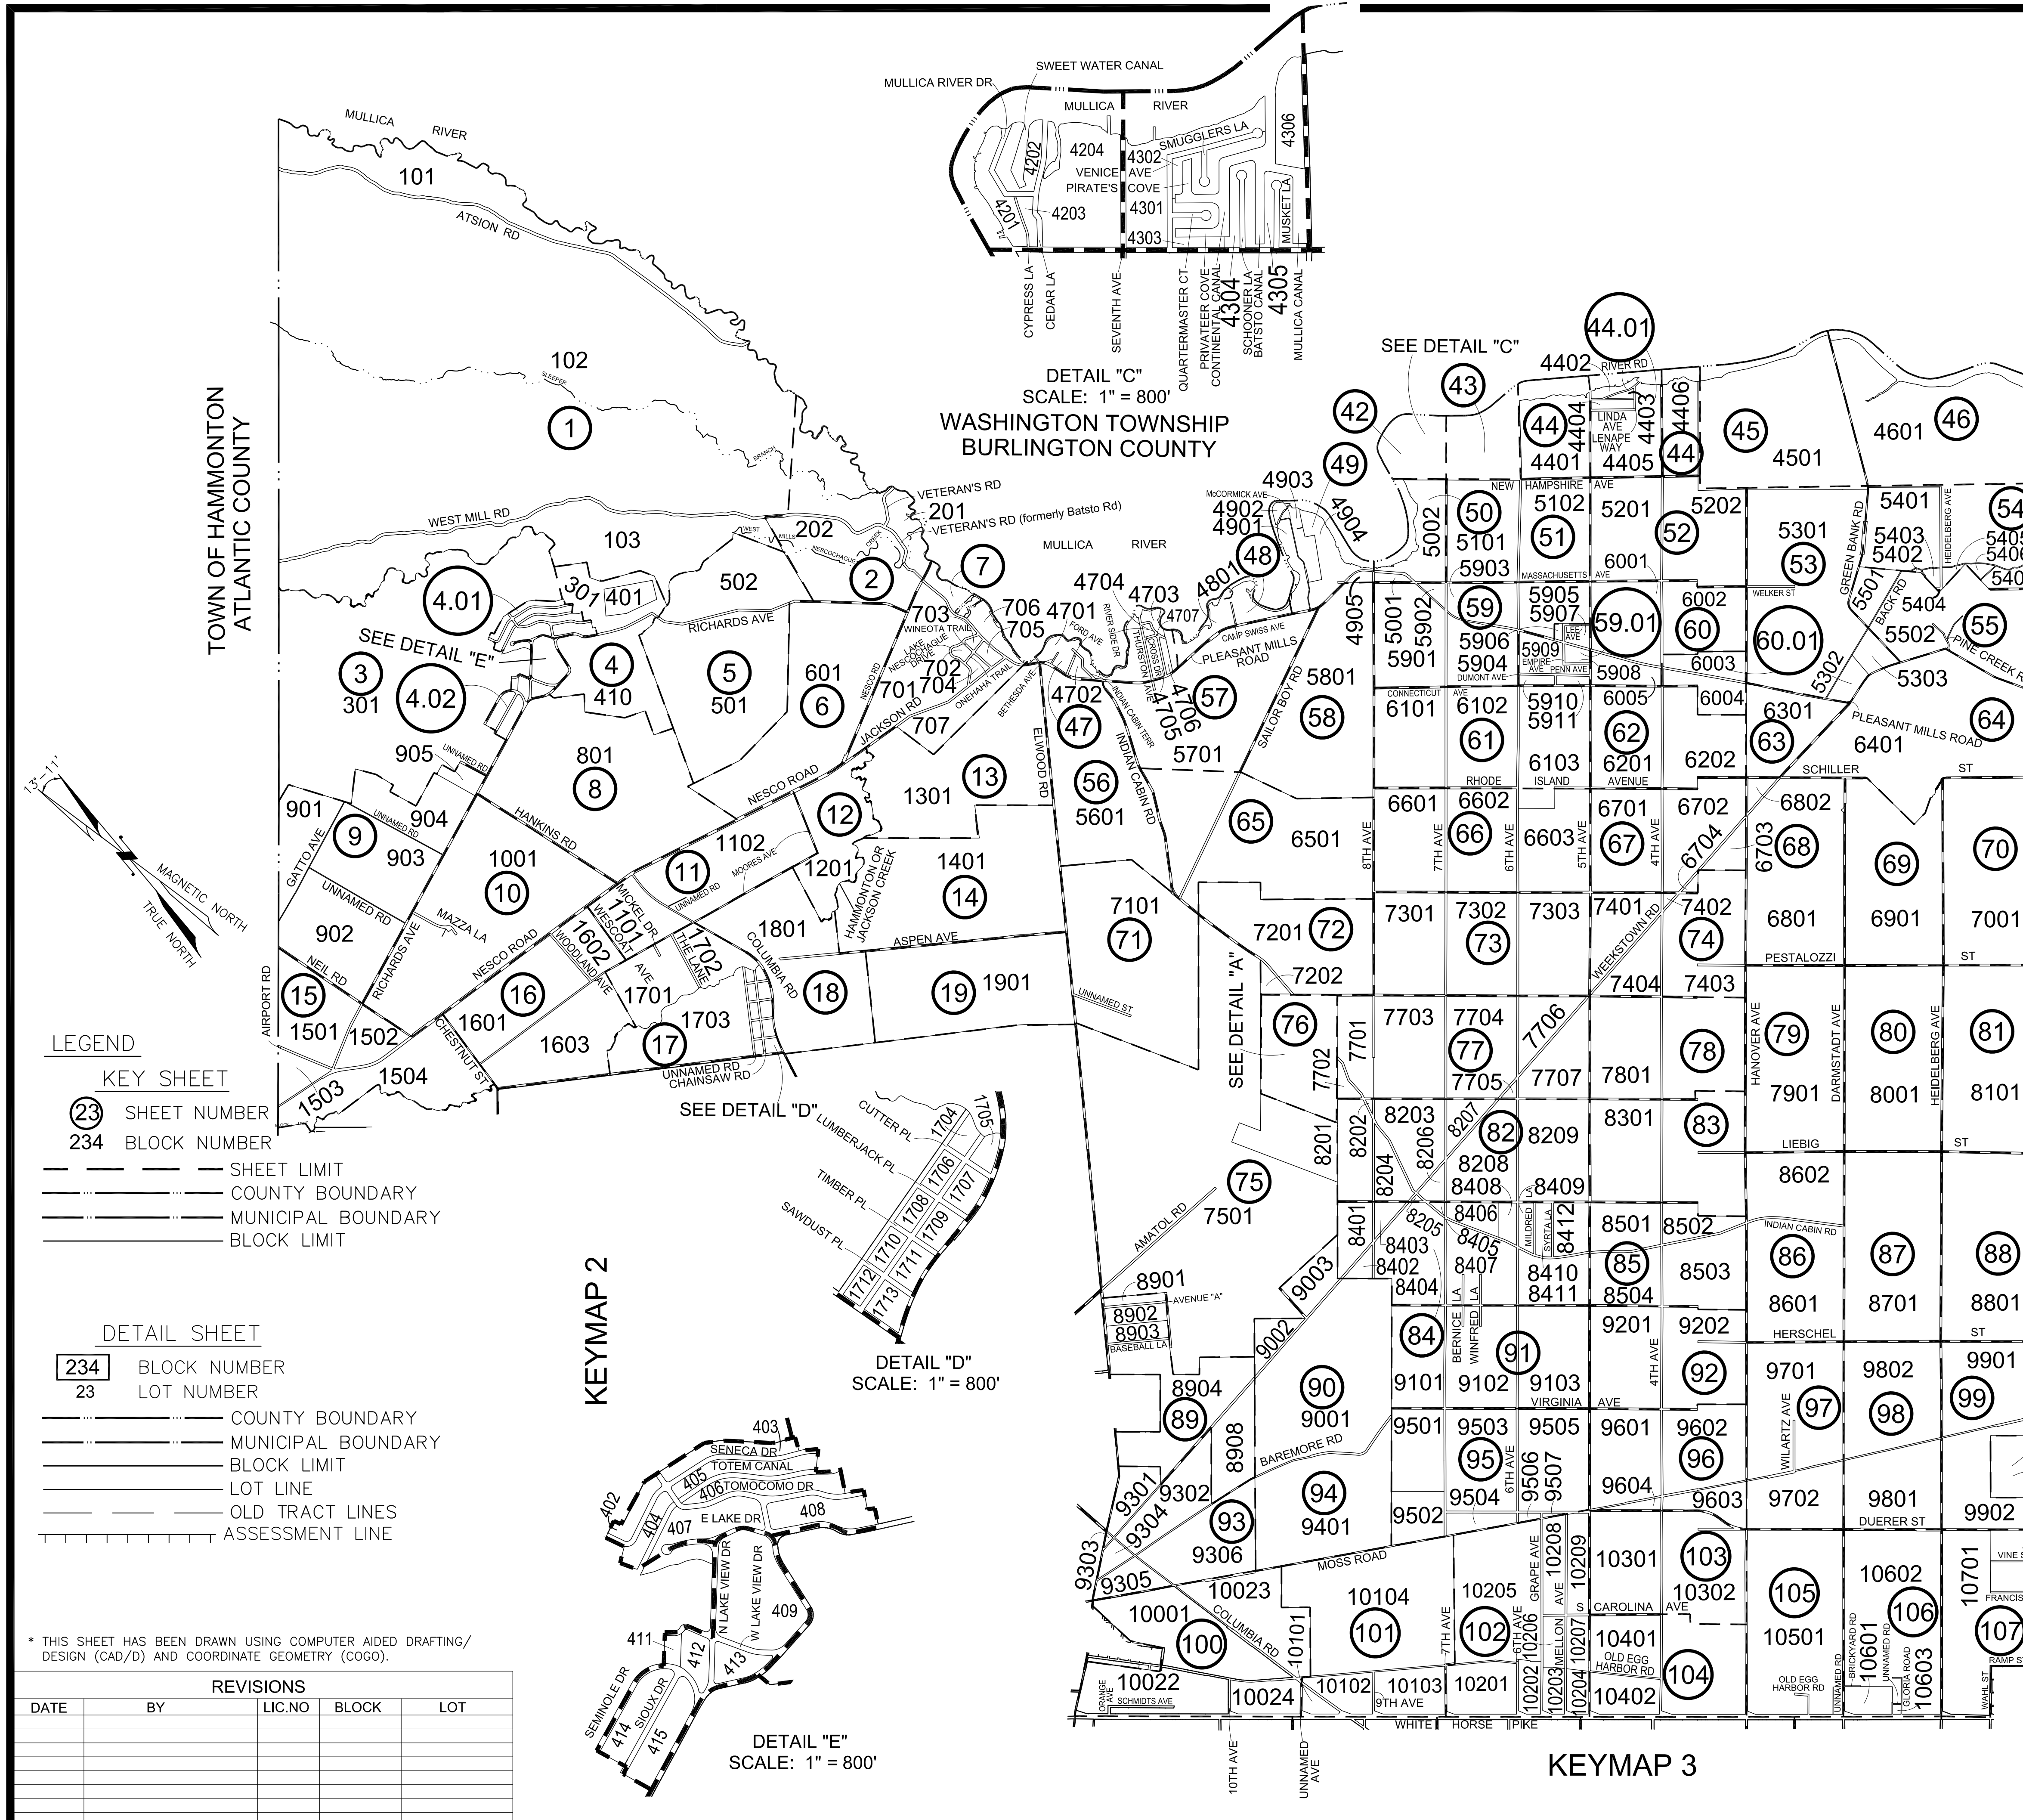 SWEET WATER CANAL
MULLICA RIVER DR
MULLICA RIVER
SMUGGLERS LA
4306
4202
4204
4302
VENICE AVE
PIRATE'S COVE
4201
4203
4301
4303
MUSKET LA
CYPRESS LA
CEDAR LA
SEVENTH AVE
QUARTERMASTER CT
PRIVATEER COVE
CONTINENTAL CANAL
4304
SCHOONER LA
BATSTO CANAL
4305
MULLICA CANAL
DETAIL "C"
SCALE: 1" = 800'
WASHINGTON TOWNSHIP
BURLINGTON COUNTY
TOWN OF HAMMONTON
ATLANTIC COUNTY
MULLICA RIVER
101
ATSION RD
102
SLEEPER
BRANCH
1
WEST MILL RD
103
VETERAN'S RD
201
VETERAN'S RD (formerly Batsto Rd)
202
WEST
MILLS
NESCOCHAGUE
CREEK
2
4.01
301
401
502
RICHARDS AVE
SEE DETAIL "E"
3
301
4.02
4
410
5
501
601
6
NESCO RD
7
703
WINEOTA TRAIL
LAKE
NESCOCHAGUE
DRIVE
706
705
702
701
704
ONEHAHA TRAIL
JACKSON RD
707
BETHESDA AVE
MULLICA RIVER
4701
FORD AVE
4702
47
4704
4703
4707
RIVER SIDE DR
THURSTON AVE
CROSS DR
4705
4706
INDIAN CABIN TERR
4801
48
CAMP SWISS AVE
PLEASANT MILLS
ROAD
McCORMICK AVE
4903
4902
4901
49
4904
4905
905
UNNAMED RD
801
8
901
GATTO AVE
9
UNNAMED RD
904
903
UNNAMED RD
902
HANKINS RD
1001
10
MAZZA LA
RICHARDS AVE
NEIL RD
15
1501
1502
1503
1504
AIRPORT RD
CHESTNUT ST
NESCO ROAD
NESCO ROAD
1102
11
MOORES AVE
UNNAMED RD
12
1201
HAMMONTON OR
JACKSON CREEK
1301
13
ELWOOD RD
1401
14
ASPEN AVE
MICKEL DR
1101
WESCOAT AVE
1602
WOODLAND AVE
1702
THE LANE
1601
16
1603
1701
1703
17
1801
COLUMBIA RD
18
19
1901
UNNAMED RD
CHAINSAW RD
SEE DETAIL "D"
13°-11'
MAGNETIC NORTH
TRUE NORTH
SEE DETAIL "C"
42
43
44.01
4402
RIVER RD
44
4404
LINDA
AVE
LENAPE
WAY
4403
4406
4401
4405
44
45
4501
4601
46
NEW HAMPSHIRE AVE
5002
50
5101
5903
5102
51
5201
52
5202
6001
MASSACHUSETTS AVE
5301
53
GREEN BANK RD
5401
HEIDELBERG AVE
5403
5402
5404
5501
BACK RD
5502
55
PINE CREEK R
5302
5303
WELKER ST
6002
60
60.01
6003
6004
5001
5902
5901
59
5906
5904
DUMONT AVE
5905
5907
LEE
AVE
59.01
5909
EMPIRE
AVE
PENN AVE
5908
CONNECTICUT AVE
6101
6102
61
6103
5910
5911
6005
62
6201
6202
RHODE ISLAND AVENUE
6301
63
PLEASANT MILLS ROAD
6401
64
SCHILLER ST
57
5701
5801
58
SAILOR BOY RD
56
5601
INDIAN CABIN RD
65
6501
8TH AVE
7TH AVE
6TH AVE
5TH AVE
4TH AVE
6601
6602
66
6603
6701
67
6702
6704
6703
6802
68
6801
69
6901
70
7001
PESTALOZZI ST
7101
71
UNNAMED ST
7201
72
7202
SEE DETAIL "A"
7301
7302
73
7303
7401
7402
74
WEEKSTOWN RD
7404
7403
76
7701
7702
7703
7704
77
7705
7706
7707
7801
78
HANOVER AVE
79
7901
DARMSTADT AVE
80
8001
HEIDELBERG AVE
81
8101
LIEBIG ST
75
7501
AMATOL RD
8201
8202
8203
8204
8205
8206
8207
82
8208
8209
8301
83
8401
8403
8402
8404
8405
8406
8407
8408
8409
MILDRED LA
SYRTA LA
8412
8410
8411
8501
8502
85
8503
8504
84
8602
INDIAN CABIN RD
86
8601
87
8701
88
8801
HERSCHEL ST
8901
AVENUE "A"
8902
8903
BASEBALL LA
8904
89
8908
9003
9002
90
9001
BAREMORE RD
BERNICE LA
WINFRED LA
91
9101
9102
9103
VIRGINIA AVE
9201
9202
92
4TH AVE
9301
9302
9303
9304
93
9306
9305
94
9401
9501
9502
9503
95
9504
6TH AVE
9505
9506
9507
9601
9602
96
9604
9603
9701
97
WILARTZ AVE
9702
9802
98
9801
9901
99
9902
DUERER ST
MOSS ROAD
10001
100
10023
COLUMBIA RD
10022
ORANGE
AVE
SCHMIDTS AVE
10024
10101
10104
101
10102
10103
9TH AVE
7TH AVE
10205
102
10201
6TH AVE
10206
GRAPE AVE
10208
10209
MELLON AVE
10207
10202
10203
10204
S CAROLINA AVE
10301
103
10302
10401
OLD EGG
HARBOR RD
10402
104
105
10501
OLD EGG
HARBOR RD
UNNAMED RD
BRICKYARD RD
10601
10602
106
UNNAMED RD
GLORIA ROAD
10603
10701
107
WAHL ST
RAMP S
WHITE HORSE PIKE
10TH AVE
UNNAMED
AVE
KEYMAP 3
LEGEND
KEY SHEET
23 SHEET NUMBER
234 BLOCK NUMBER
SHEET LIMIT
COUNTY BOUNDARY
MUNICIPAL BOUNDARY
BLOCK LIMIT
DETAIL SHEET
234 BLOCK NUMBER
23 LOT NUMBER
COUNTY BOUNDARY
MUNICIPAL BOUNDARY
BLOCK LIMIT
LOT LINE
OLD TRACT LINES
ASSESSMENT LINE
KEYMAP 2
CUTTER PL
LUMBERJACK PL
TIMBER PL
SAWDUST PL
1704
1705
1706
1707
1708
1709
1710
1711
1712
1713
DETAIL "D"
SCALE: 1" = 800'
403
SENECA DR
TOTEM CANAL
405
406
TOMOCOMO DR
402
404
407
E LAKE DR
408
N LAKE VIEW DR
W LAKE VIEW DR
409
411
412
413
SEMINOLE DR
SIOUX DR
414
415
DETAIL "E"
SCALE: 1" = 800'
* THIS SHEET HAS BEEN DRAWN USING COMPUTER AIDED DRAFTING/
DESIGN (CAD/D) AND COORDINATE GEOMETRY (COGO).
REVISIONS
DATE BY LIC.NO BLOCK LOT